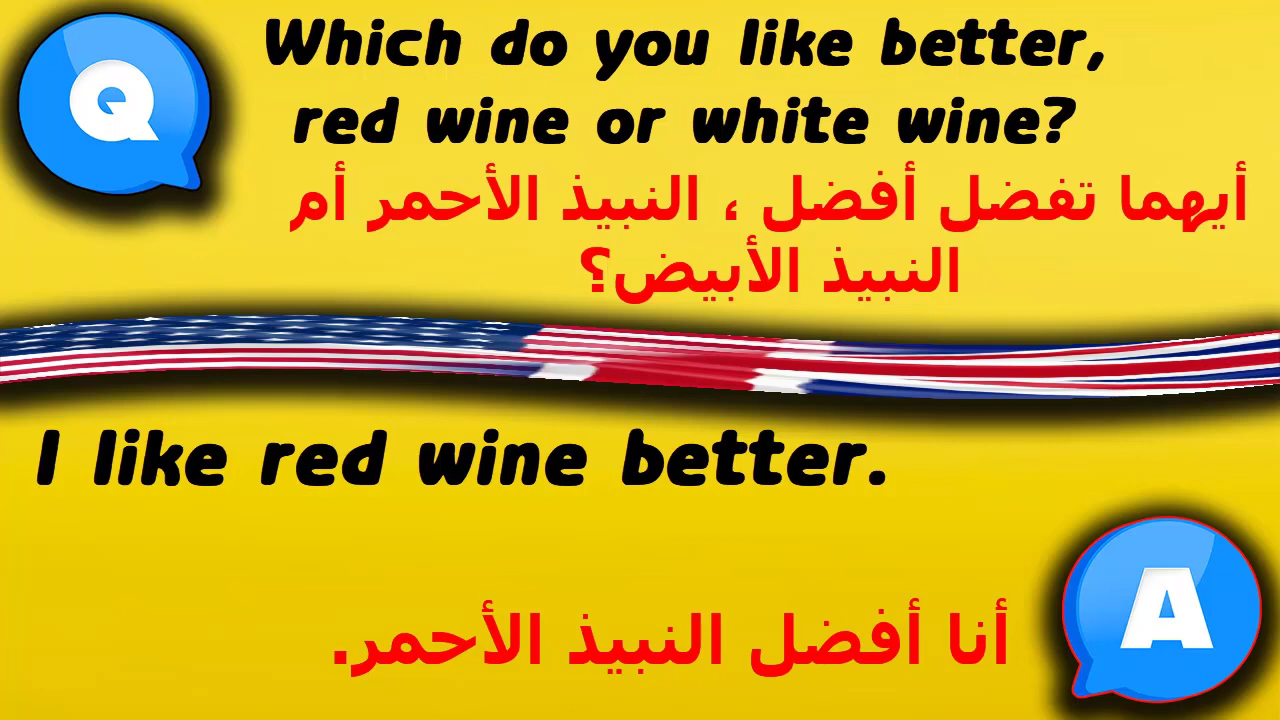 Q
Which do you like better,
red wine or white wine?
أيهما تفضل أفضل ، النبيذ الأحمر أم
النبيذ الأبيض؟
I like red wine better.
أنا أفضل النبيذ الأحمر.
A